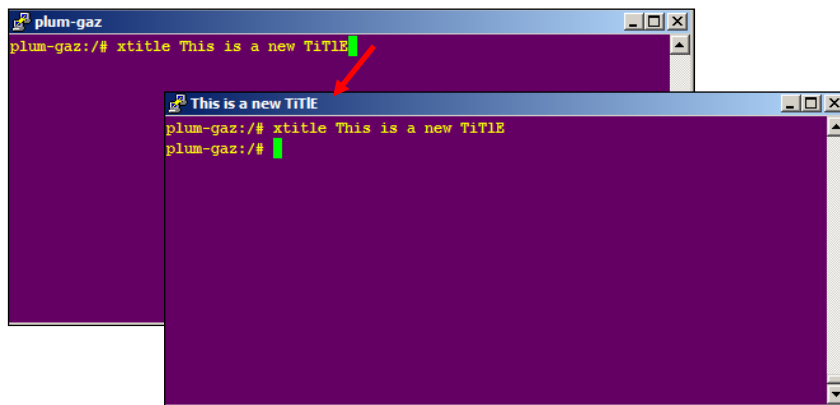 plum-gaz
plum-gaz:/# xtitle This is a new TiTlE
This is a new TiTlE
plum-gaz:/# xtitle This is a new TiTlE
plum-gaz:/#